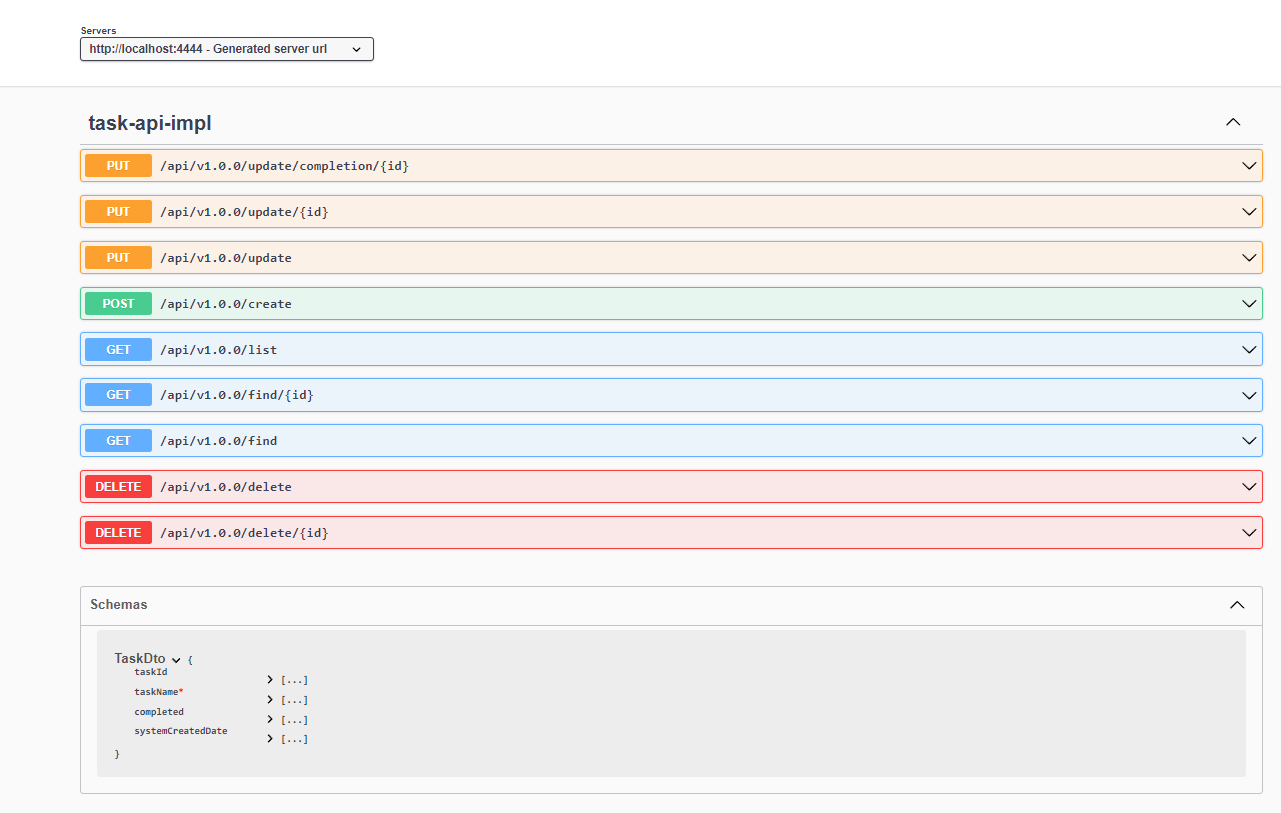 Servers
http://localhost:4444 - Generated server url
task-api-impl
PUT /api/v1.0.0/update/completion/{id}
PUT /api/v1.0.0/update/{id}
PUT /api/v1.0.0/update
POST /api/v1.0.0/create
GET /api/v1.0.0/list
GET /api/v1.0.0/find/{id}
GET /api/v1.0.0/find
DELETE /api/v1.0.0/delete
DELETE /api/v1.0.0/delete/{id}
Schemas
TaskDto {
taskId [...]
taskName* [...]
completed [...]
systemCreatedDate [...]
}